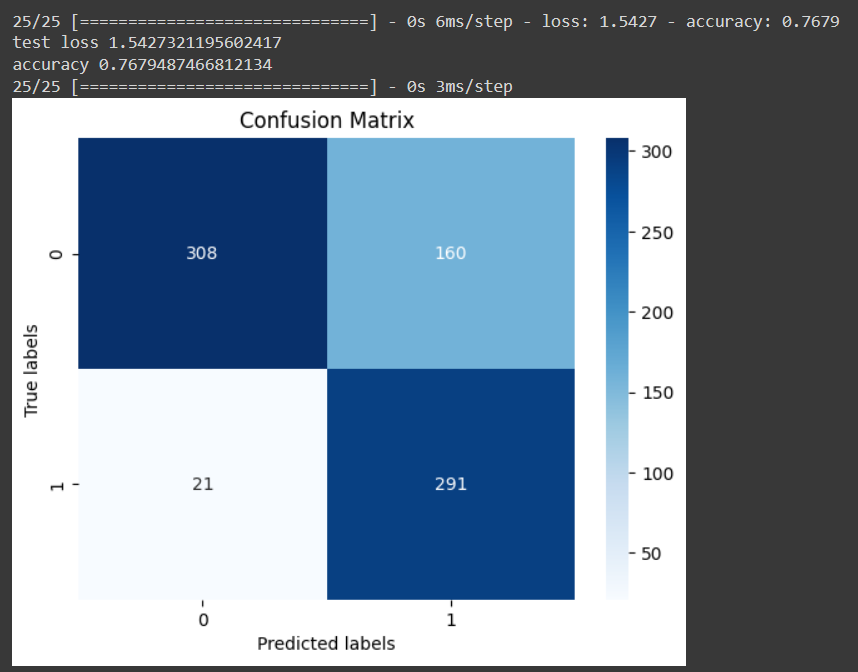 25/25 [==============================] - 0s 6ms/step - loss: 1.5427 - accuracy: 0.7679
test loss 1.5427321195602417
accuracy 0.7679487466812134
25/25 [==============================] - 0s 3ms/step
Confusion Matrix
300
308
160
0
250
200
True labels
150
21
291
1
100
50
0
1
Predicted labels